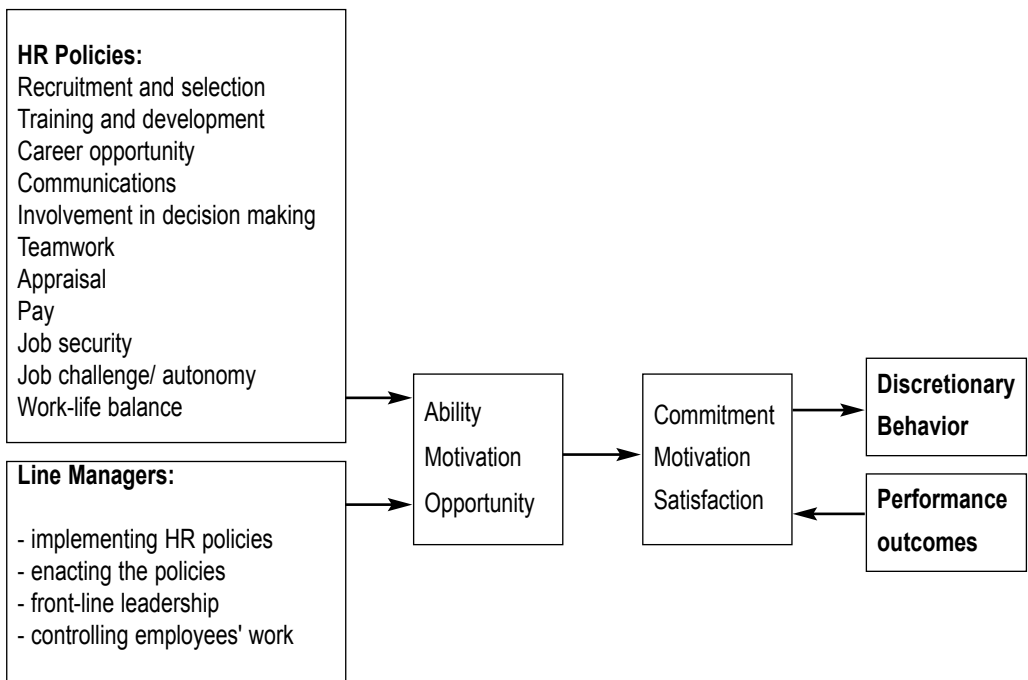 HR Policies:
Recruitment and selection
Training and development
Career opportunity
Communications
Involvement in decision making
Teamwork
Appraisal
Pay
Job security
Job challenge/ autonomy
Work-life balance
Line Managers:
- implementing HR policies
- enacting the policies
- front-line leadership
- controlling employees' work
Ability
Motivation
Opportunity
Commitment
Motivation
Satisfaction
Discretionary
Behavior
Performance
outcomes